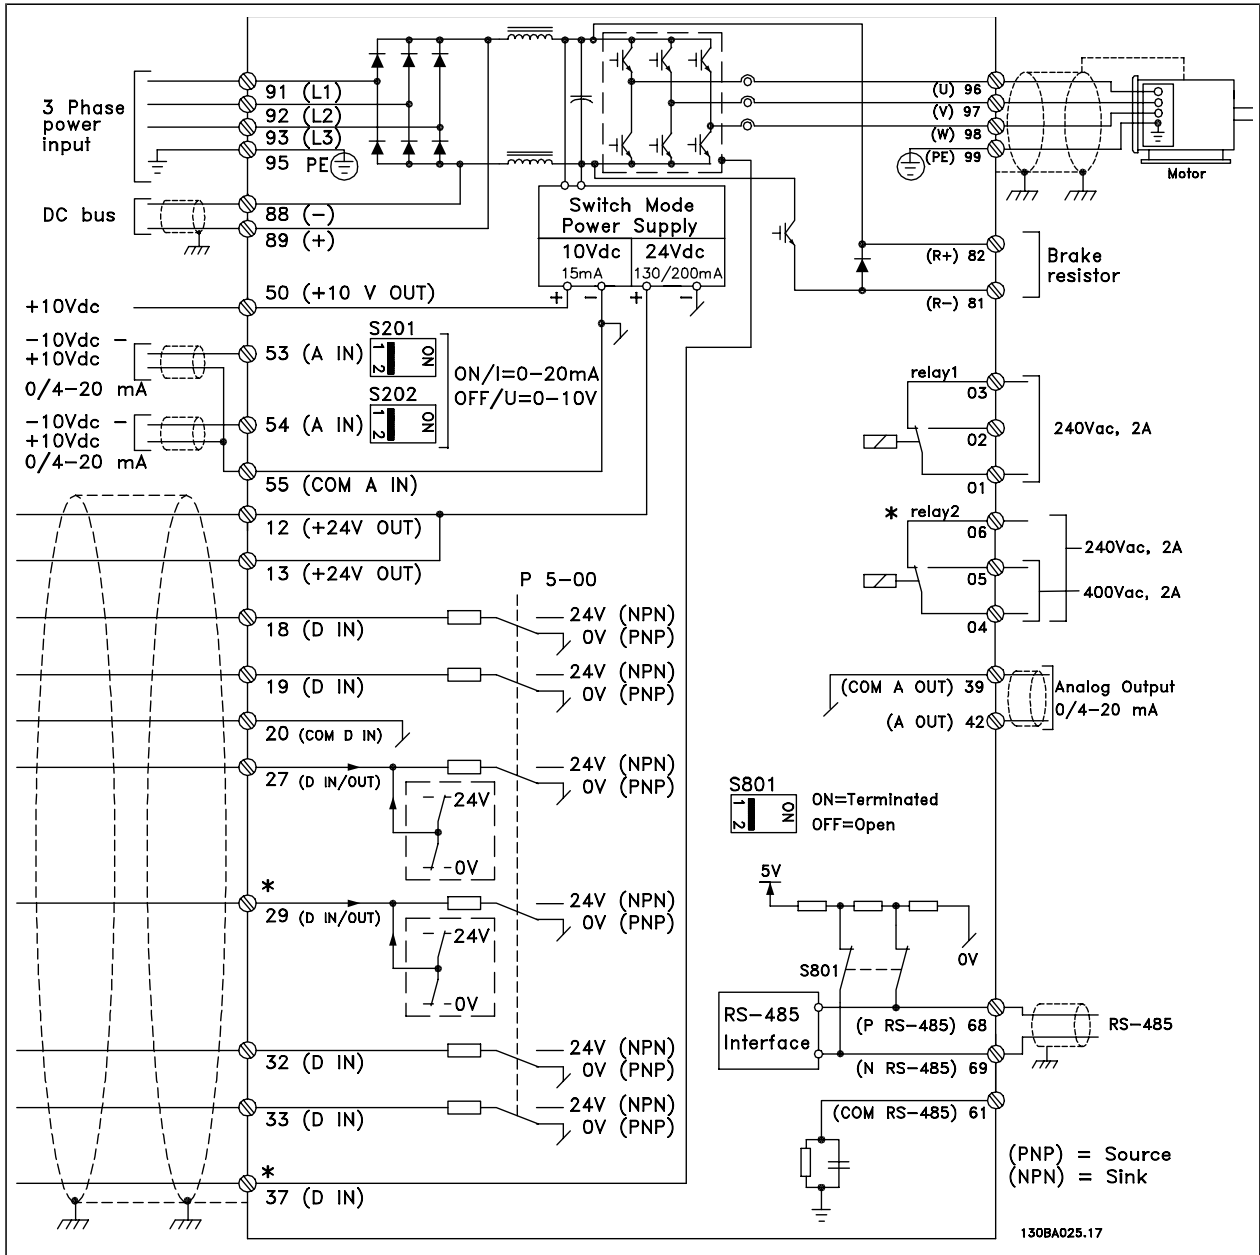 3 Phase
power
input
91 (L1)
92 (L2)
93 (L3)
95 PE
DC bus
88 (-)
89 (+)
Switch Mode
Power Supply
10Vdc
15mA
24Vdc
130/200mA
+ - + -
(U) 96
(V) 97
(W) 98
(PE) 99
Motor
(R+) 82
(R-) 81
Brake
resistor
+10Vdc
50 (+10 V OUT)
-10Vdc -
+10Vdc
0/4-20 mA
53 (A IN)
S201
1 2
ON
-10Vdc -
+10Vdc
0/4-20 mA
54 (A IN)
S202
1 2
ON
ON/I=0-20mA
OFF/U=0-10V
55 (COM A IN)
12 (+24V OUT)
13 (+24V OUT)
relay1
03
02
01
240Vac, 2A
* relay2
06
05
04
240Vac, 2A
400Vac, 2A
P 5-00
18 (D IN)
24V (NPN)
0V (PNP)
19 (D IN)
24V (NPN)
0V (PNP)
20 (COM D IN)
27 (D IN/OUT)
24V (NPN)
0V (PNP)
24V
0V
*
29 (D IN/OUT)
24V (NPN)
0V (PNP)
24V
0V
32 (D IN)
24V (NPN)
0V (PNP)
33 (D IN)
24V (NPN)
0V (PNP)
*
37 (D IN)
(COM A OUT) 39
(A OUT) 42
Analog Output
0/4-20 mA
S801
1 2
ON
ON=Terminated
OFF=Open
5V
S801
0V
RS-485
Interface
(P RS-485) 68
(N RS-485) 69
RS-485
(COM RS-485) 61
(PNP) = Source
(NPN) = Sink
130BA025.17